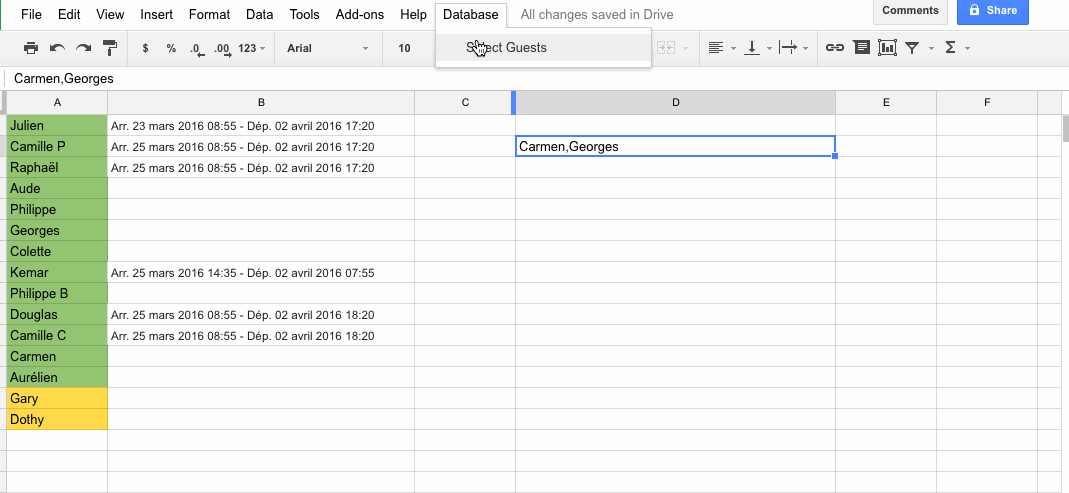 File Edit View Insert Format Data Tools Add-ons Help Database All changes saved in Drive Comments Share
$ % .0 .00 123 Arial 10
Select Guests
Carmen,Georges
A B C D E F
Julien Arr. 23 mars 2016 08:55 - Dép. 02 avril 2016 17:20
Camille P Arr. 25 mars 2016 08:55 - Dép. 02 avril 2016 17:20 Carmen,Georges
Raphaël Arr. 25 mars 2016 08:55 - Dép. 02 avril 2016 17:20
Aude
Philippe
Georges
Colette
Kemar Arr. 25 mars 2016 14:35 - Dép. 02 avril 2016 07:55
Philippe B
Douglas Arr. 25 mars 2016 08:55 - Dép. 02 avril 2016 18:20
Camille C Arr. 25 mars 2016 08:55 - Dép. 02 avril 2016 18:20
Carmen
Aurélien
Gary
Dothy